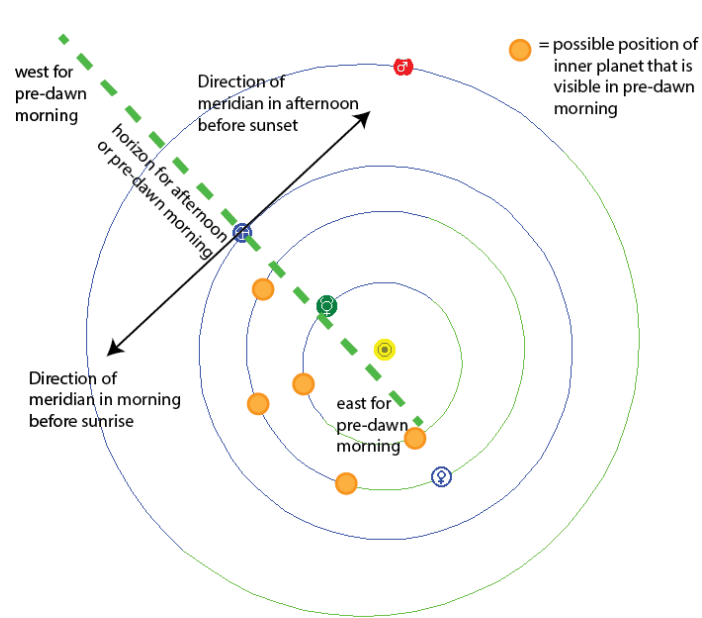 west for
pre-dawn
morning
Direction of
meridian in afternoon
before sunset
= possible position of
inner planet that is
visible in pre-dawn
morning
horizon for afternoon
or pre-dawn morning
Direction of
meridian in morning
before sunrise
east for
pre-dawn
morning